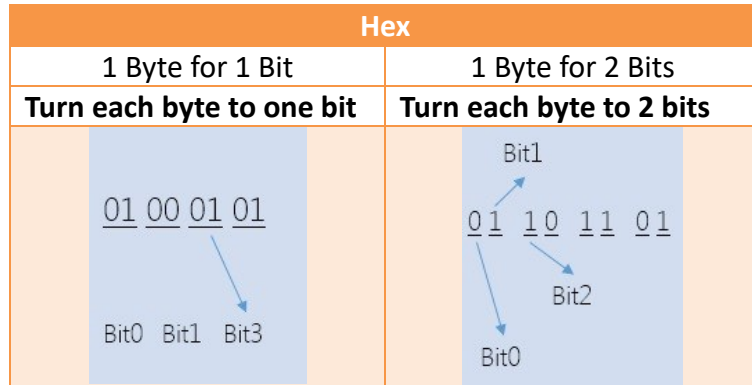 Hex
1 Byte for 1 Bit
1 Byte for 2 Bits
Turn each byte to one bit
Turn each byte to 2 bits
01 00 01 01
Bit0 Bit1 Bit3
Bit1
0 1 1 0 1 1 0 1
Bit2
Bit0